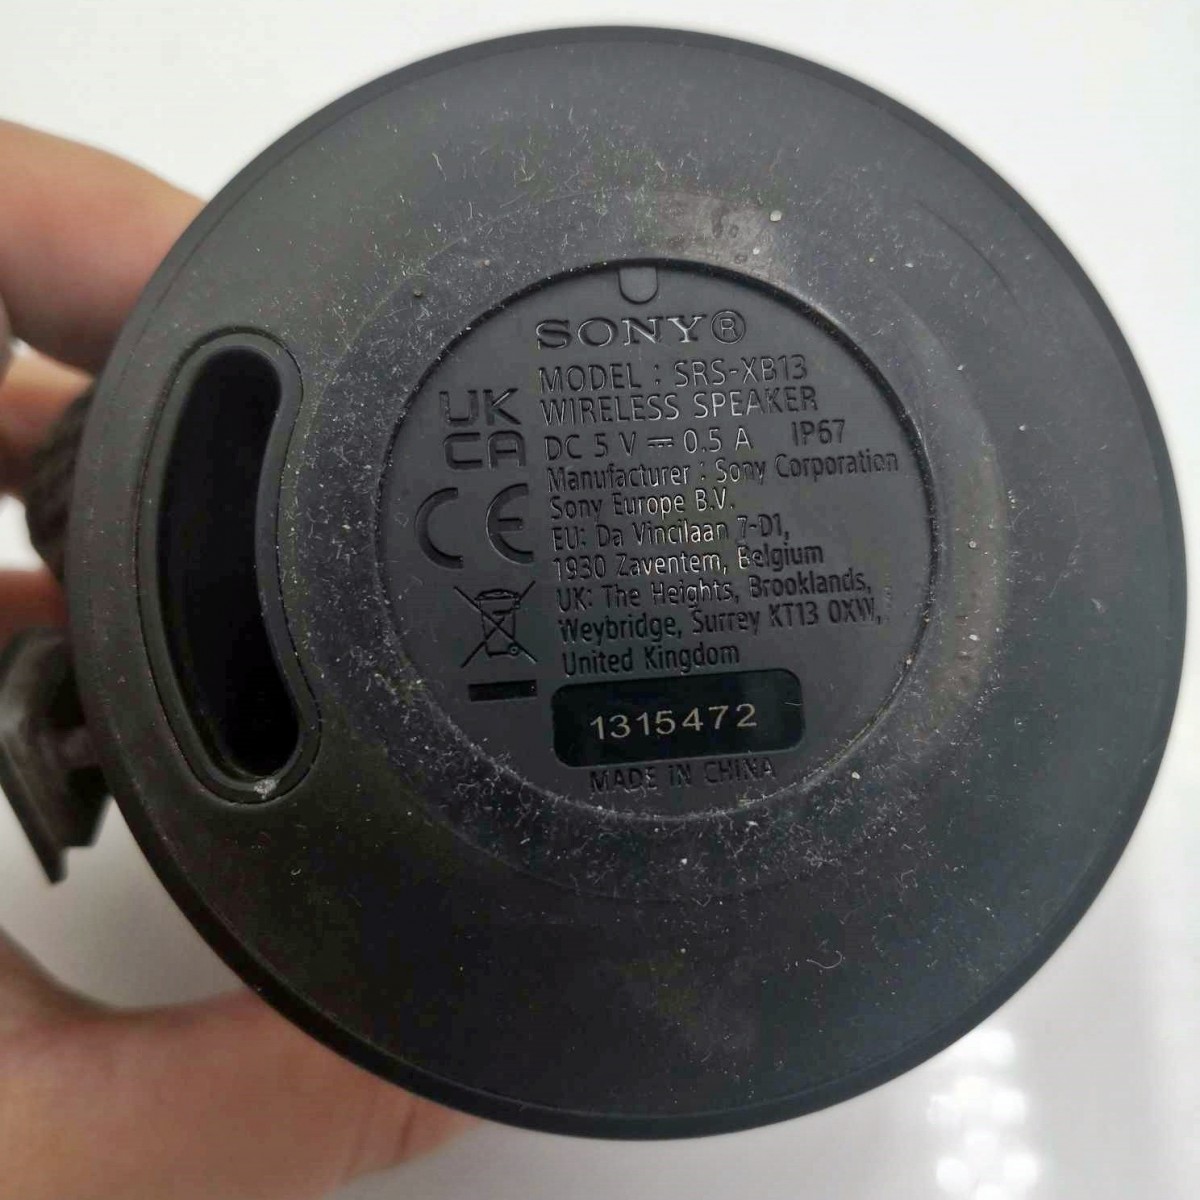 SONY®
MODEL : SRS-XB13
WIRELESS SPEAKER
DC 5 V ⎓ 0.5 A IP67
Manufacturer : Sony Corporation
Sony Europe B.V.
EU: Da Vincilaan 7-D1,
1930 Zaventem, Belgium
UK: The Heights, Brooklands,
Weybridge, Surrey KT13 0XW,
United Kingdom
UK
CA
CE
1315472
MADE IN CHINA